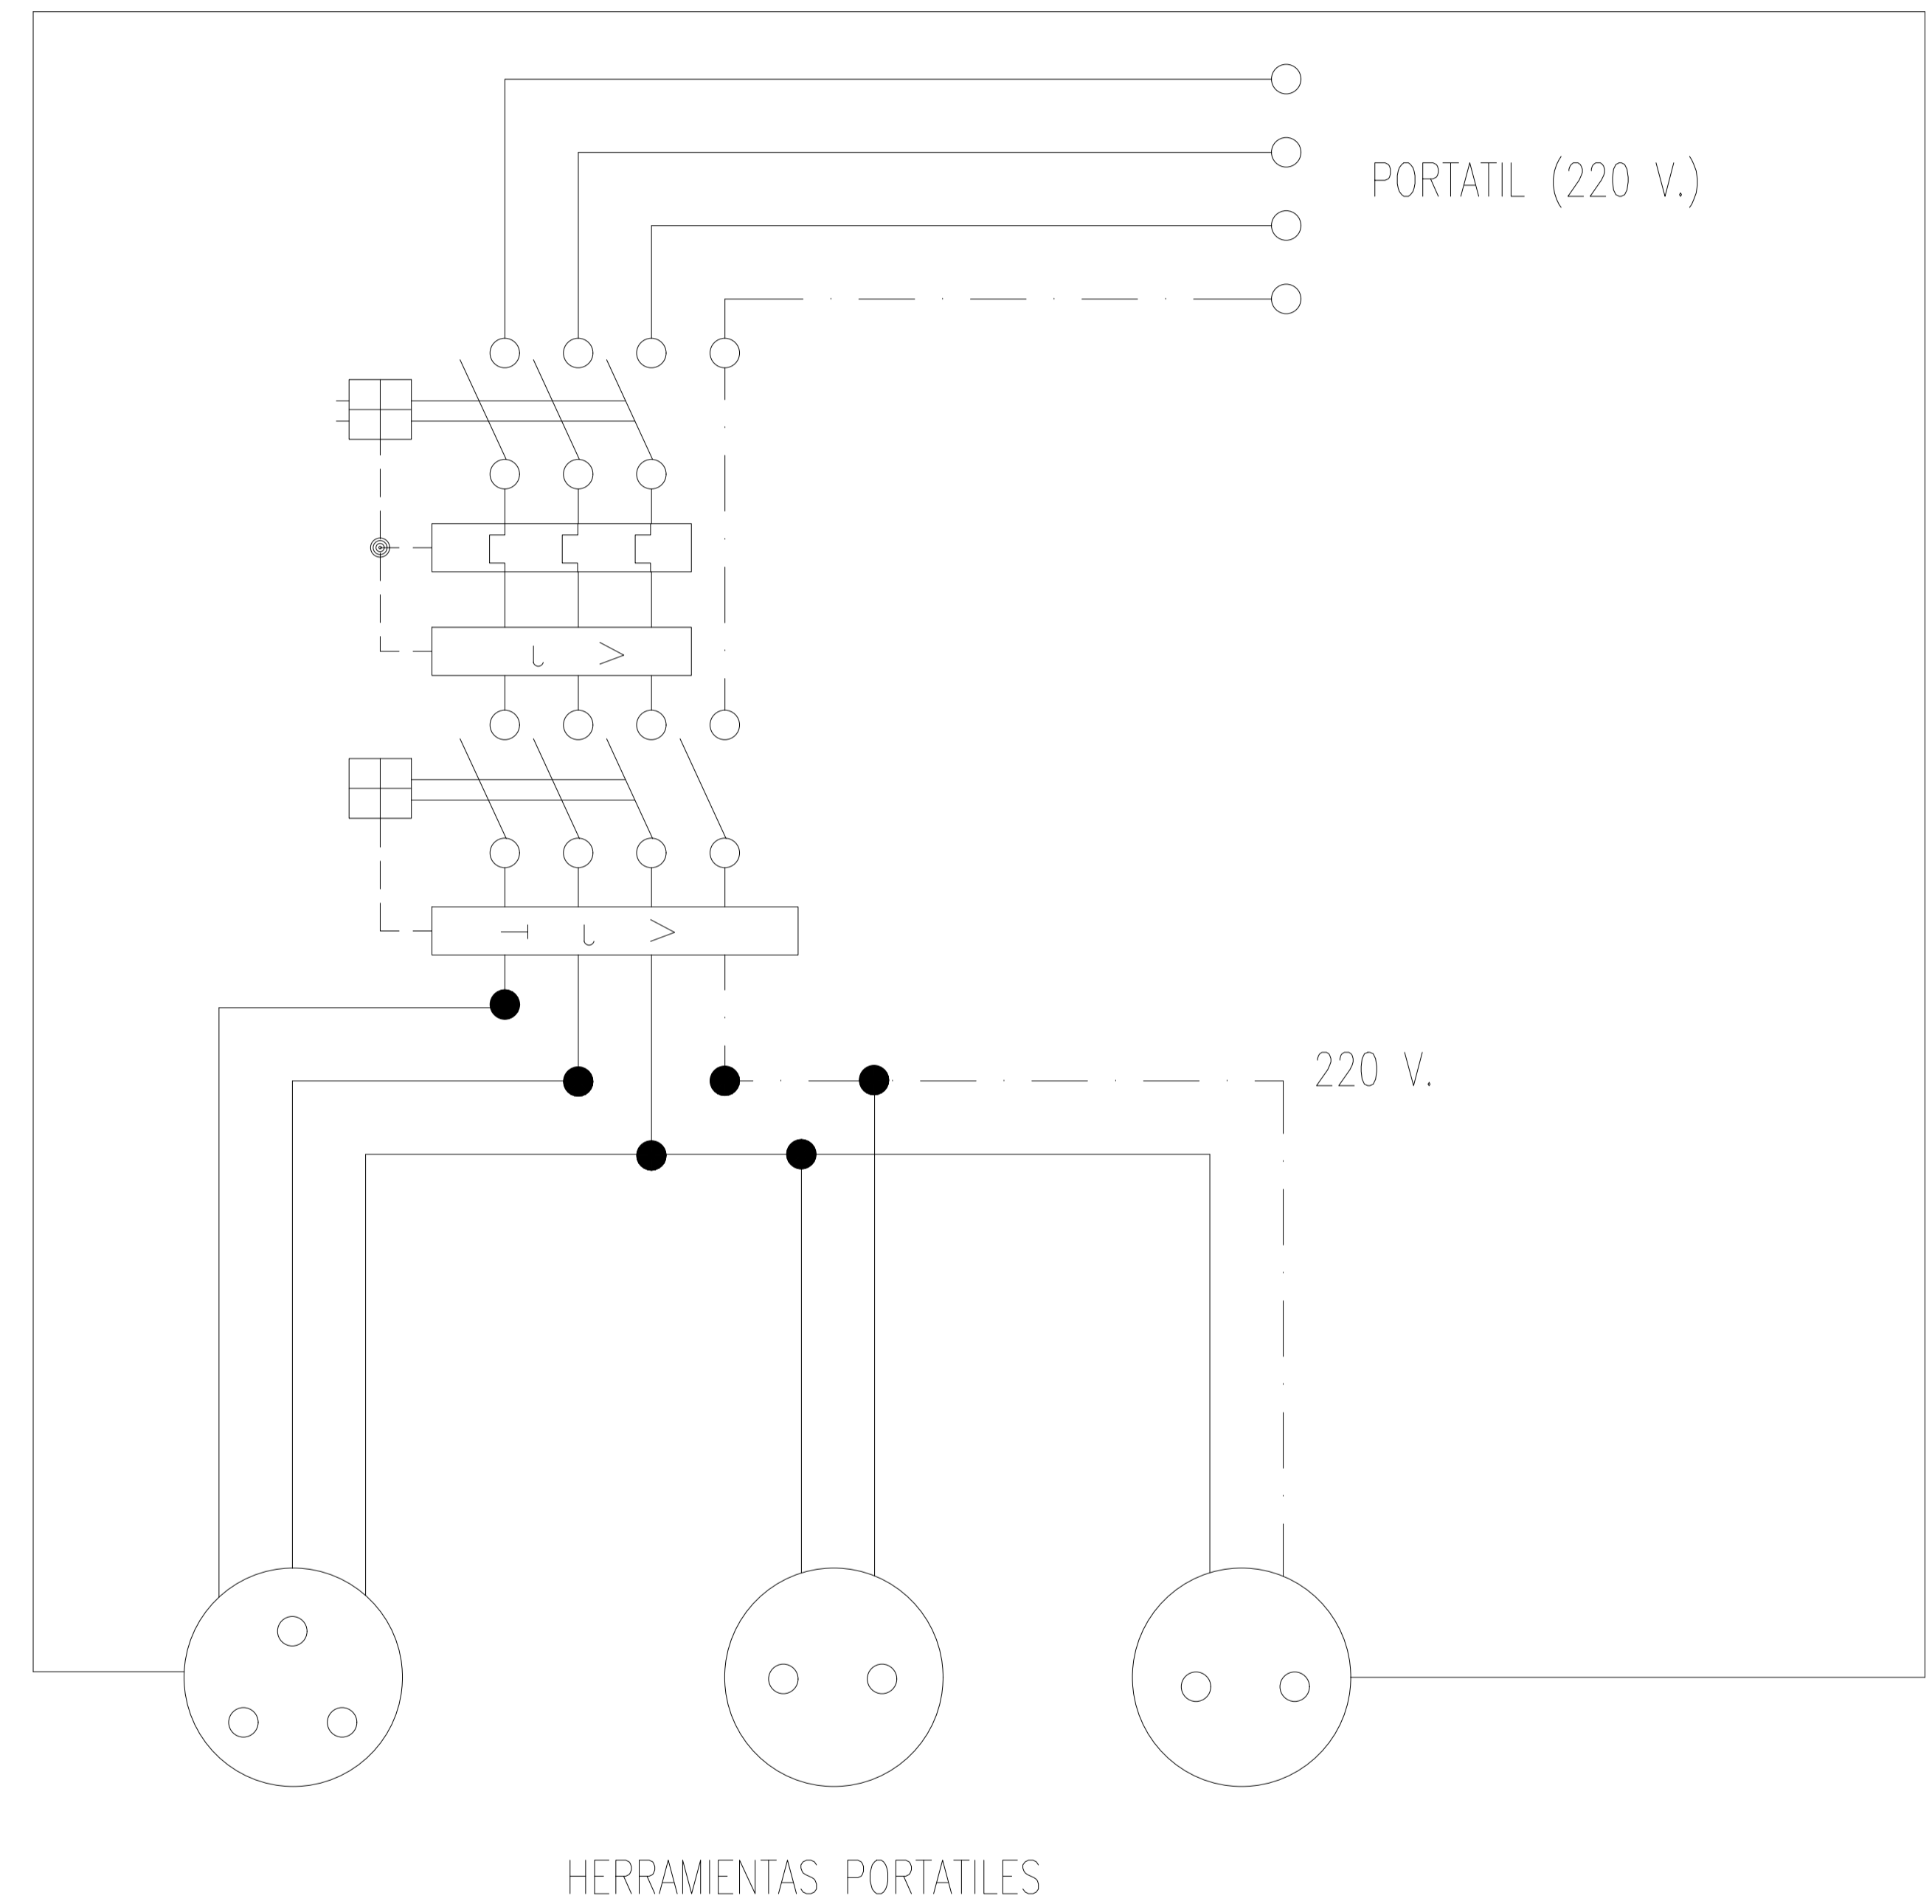 PORTATIL (220 V.)
J >
I J >
220 V.
HERRAMIENTAS PORTATILES